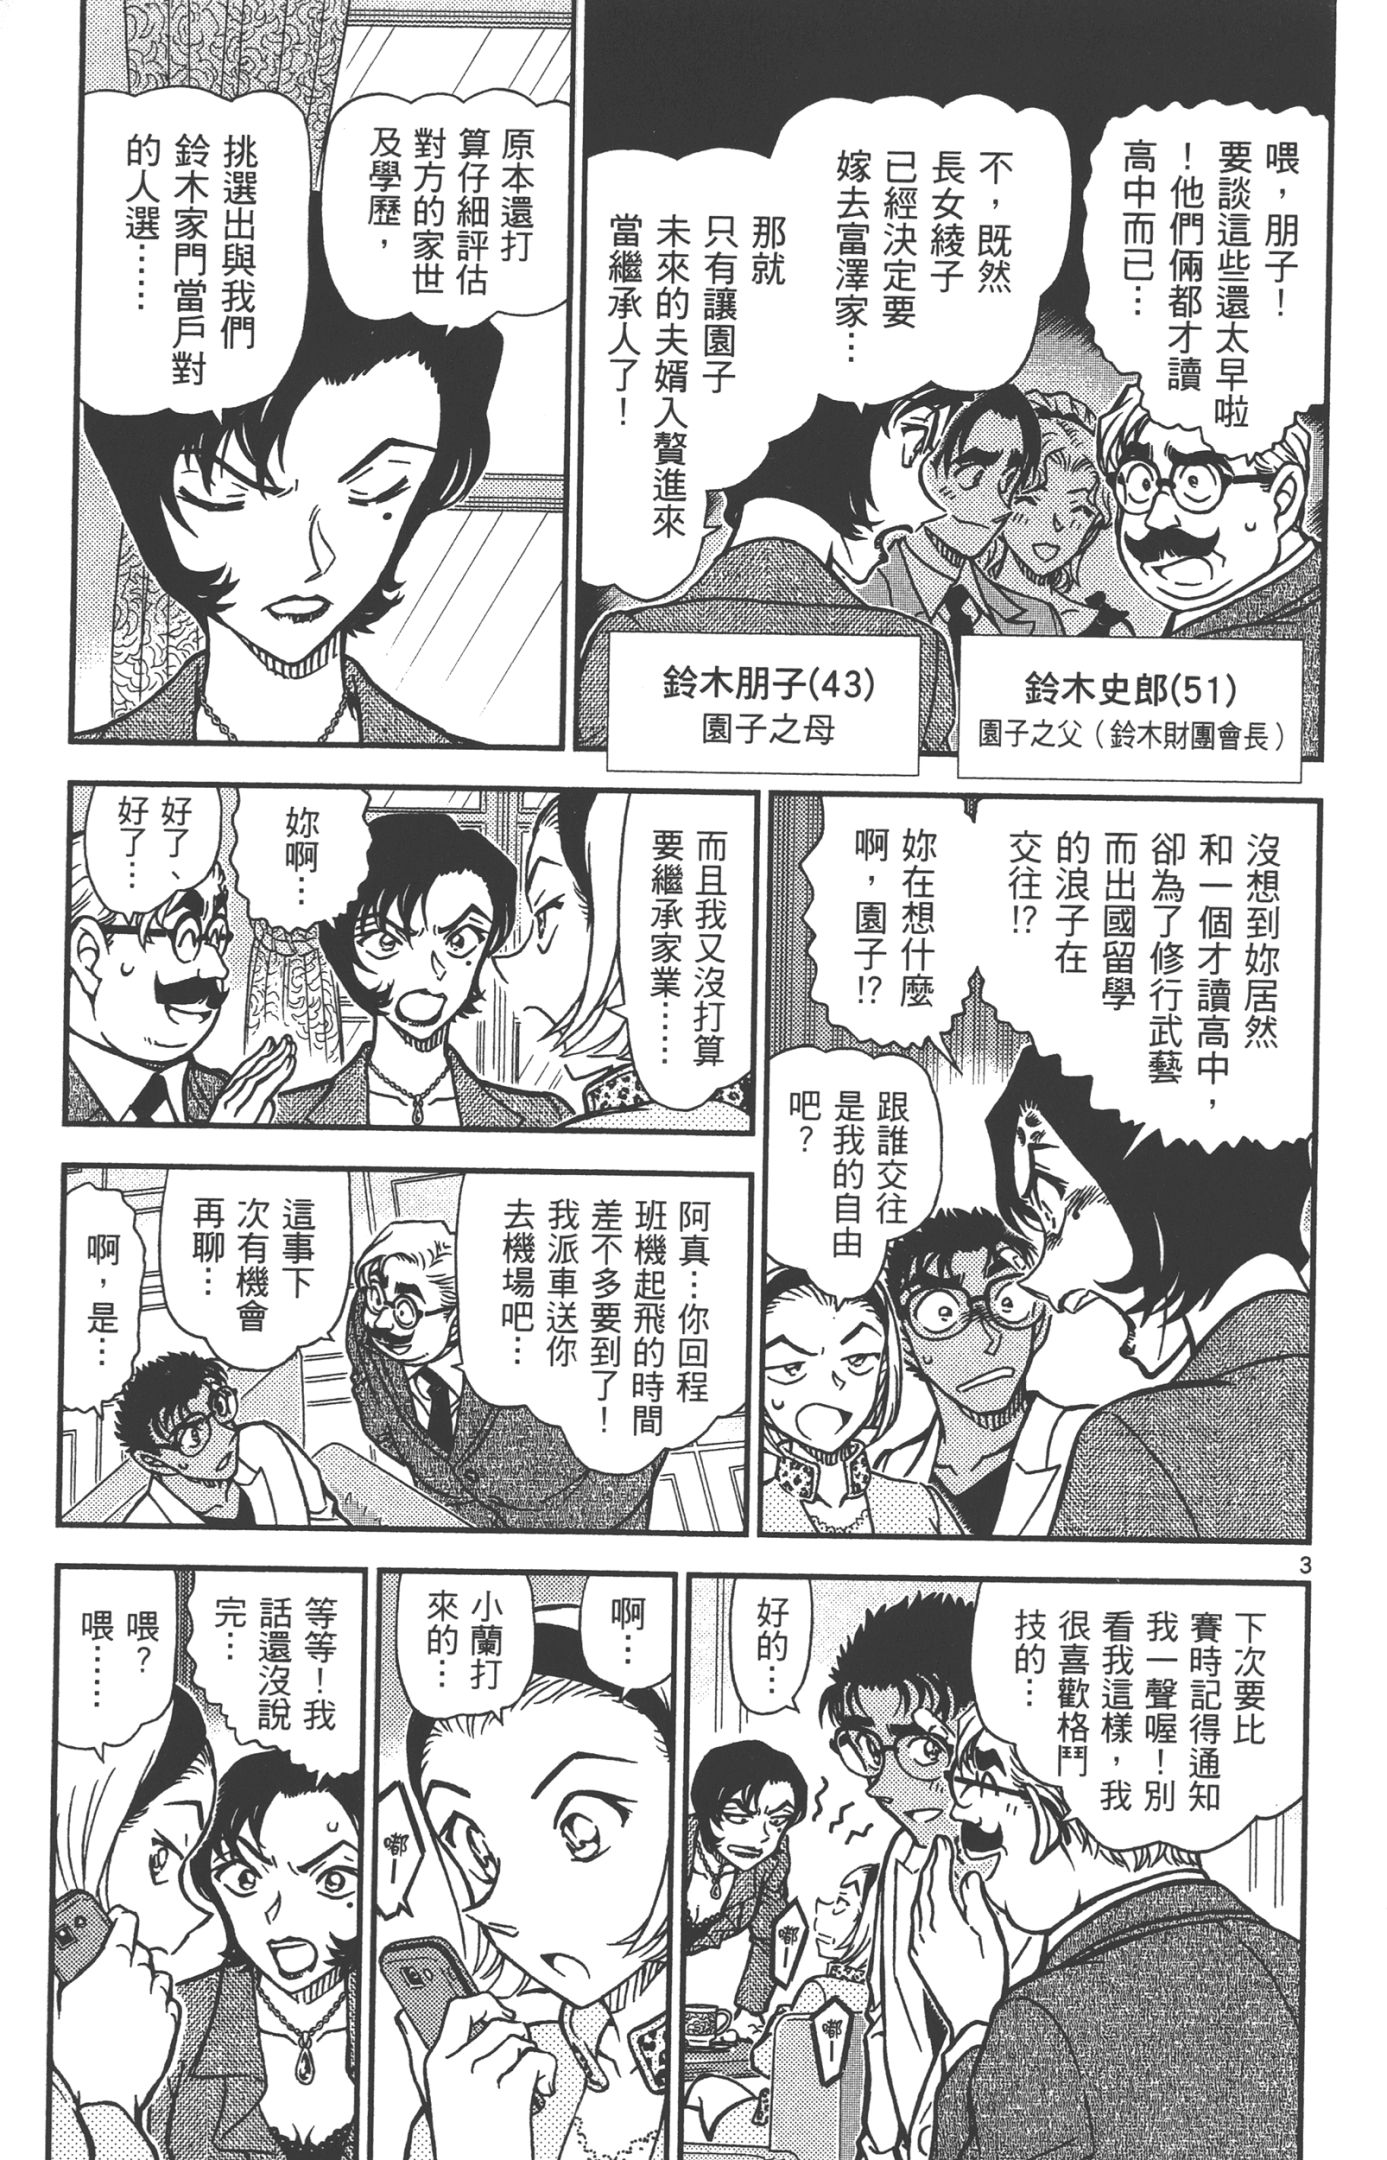 喂，朋子！
要談這些還太早啦
！他們倆都才讀
高中而已…
不，既然
長女綾子
已經決定要
嫁去富澤家…
那就
只有讓園子
未來的夫婿入贅進來
當繼承人了！
鈴木史郎(51)
園子之父（鈴木財團會長）
鈴木朋子(43)
園子之母
原本還打
算仔細評估
對方的家世
及學歷，
挑選出與我們
鈴木家門當戶對
的人選……
沒想到妳居然
和一個才讀高中，
卻為了修行武藝
而出國留學
的浪子在
交往!?
妳在想什麼
啊，園子!?
跟誰交往
是我的自由
吧？
而且我又沒打算
要繼承家業……
妳啊…
好了、
好了…
阿真…你回程
班機起飛的時間
差不多要到了！
我派車送你
去機場吧…
這事下
次有機會
再聊…
啊，是…
3
下次要比
賽時記得通知
我一聲喔！別
看我這樣，我
很喜歡格鬥
技的…
好的…
嘟—
嘟—
啊…
小蘭打
來的…
嘟—
嘟—
等等！我
話還沒說
完…
喂？
喂……